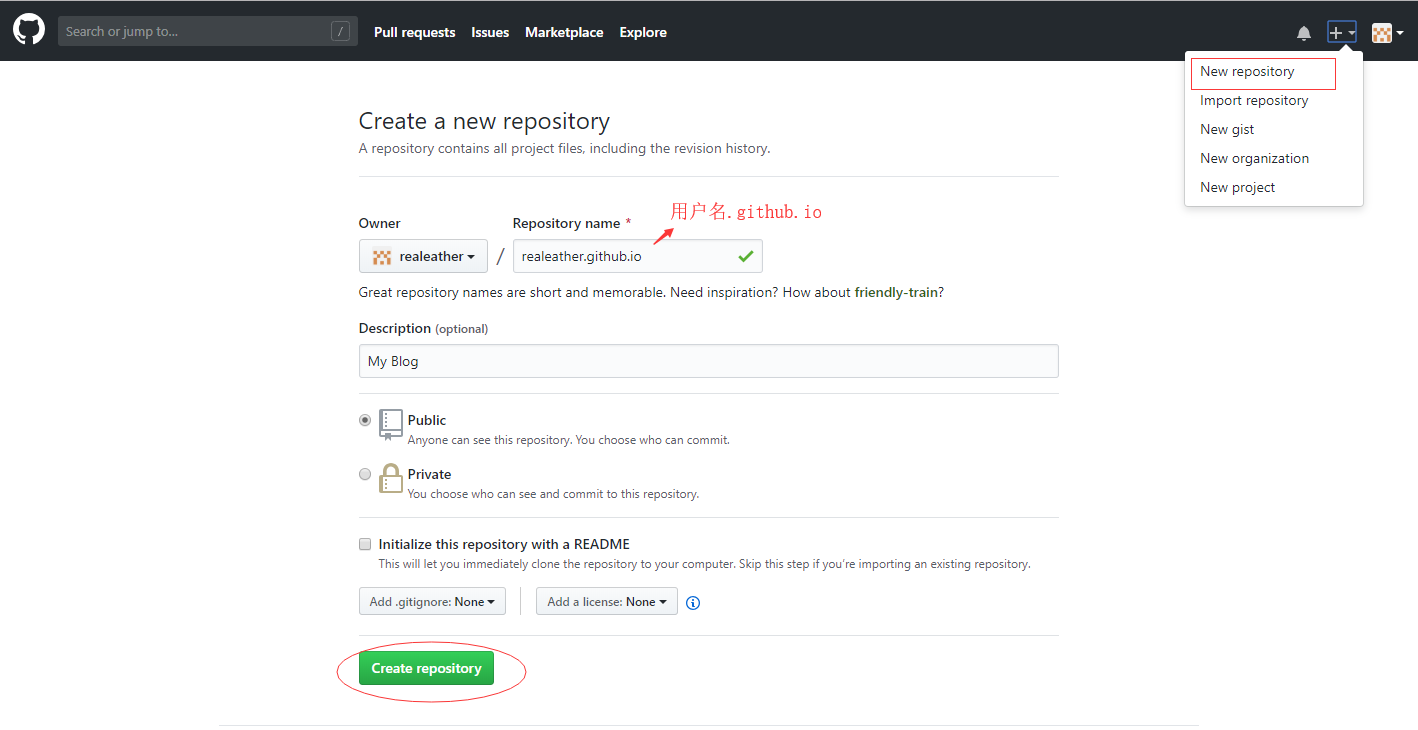 Search or jump to... /
Pull requests Issues Marketplace Explore
New repository
Import repository
New gist
New organization
New project
Create a new repository
A repository contains all project files, including the revision history.
用户名.github.io
Owner Repository name *
realeather / realeather.github.io
Great repository names are short and memorable. Need inspiration? How about friendly-train?
Description (optional)
My Blog
Public
Anyone can see this repository. You choose who can commit.
Private
You choose who can see and commit to this repository.
Initialize this repository with a README
This will let you immediately clone the repository to your computer. Skip this step if you’re importing an existing repository.
Add .gitignore: None Add a license: None
Create repository